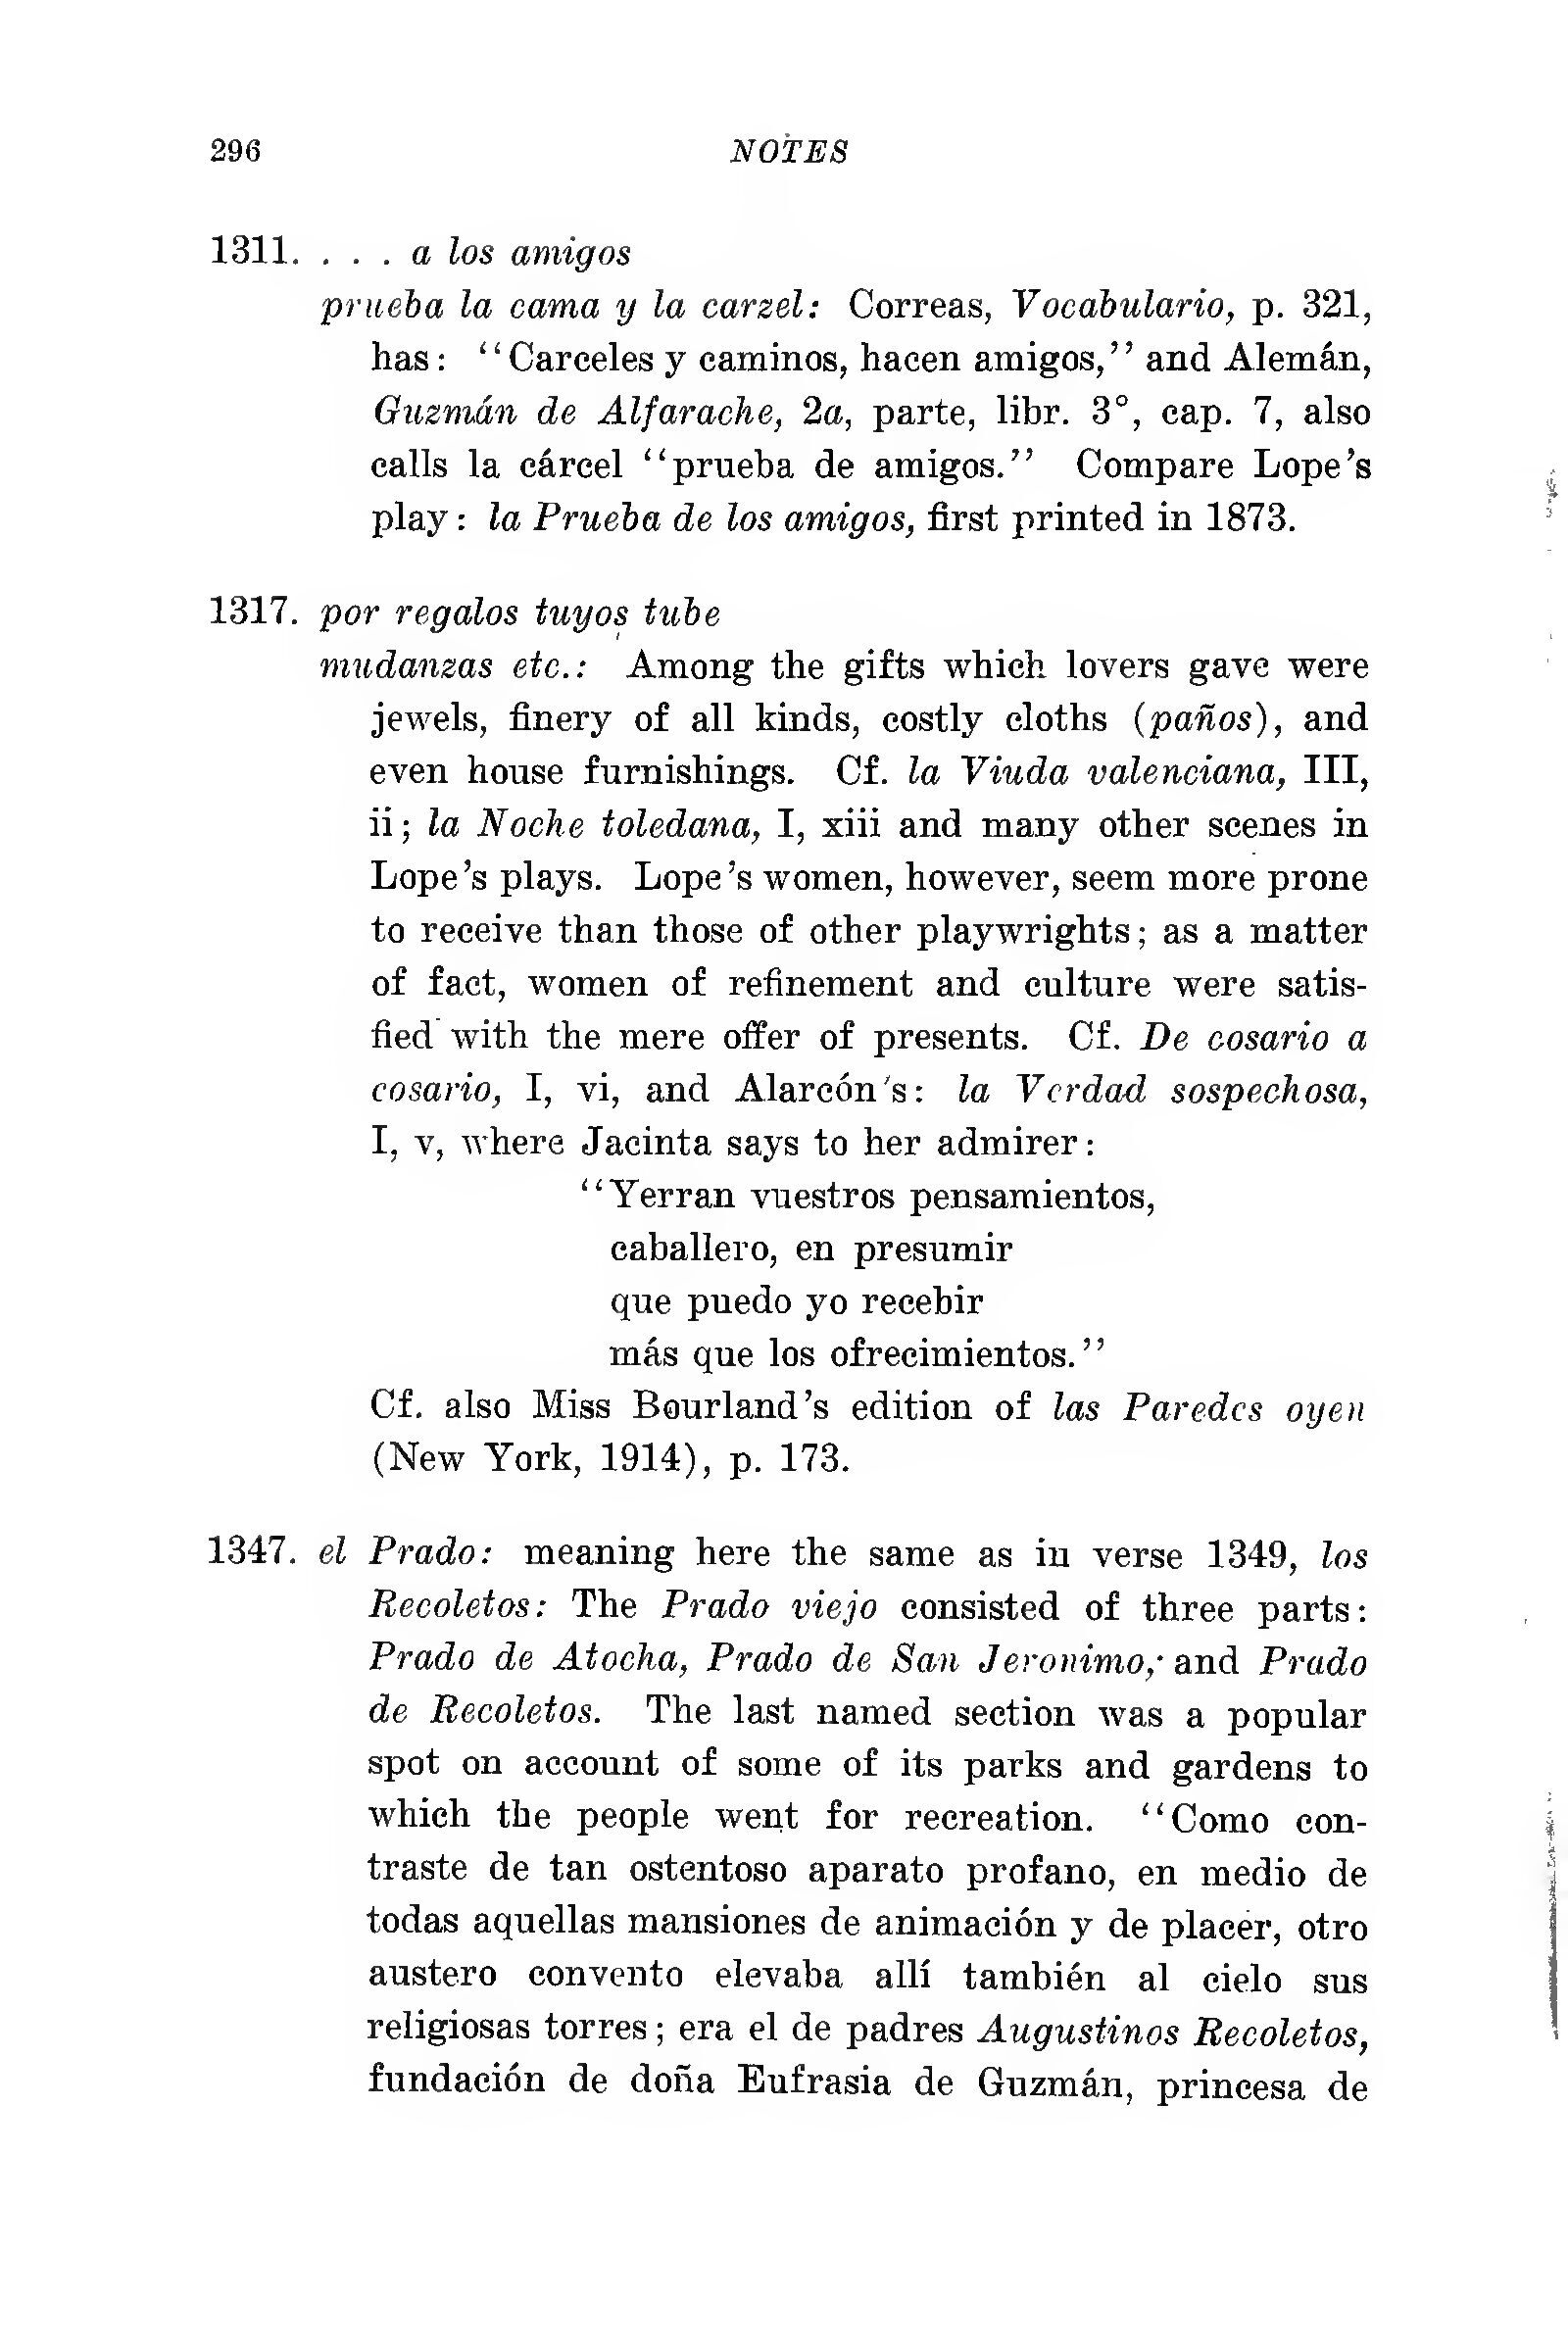 296 NOTES
1311. . . . a los amigos
prueba la cama y la carzel: Correas, Vocabulario, p. 321,
has: “Carceles y caminos, hacen amigos,” and Alemán,
Guzmán de Alfarache, 2a, parte, libr. 3°, cap. 7, also
calls la cárcel “prueba de amigos.” Compare Lope’s
play: la Prueba de los amigos, first printed in 1873.
1317. por regalos tuyos tube
mudanzas etc.: Among the gifts which lovers gave were
jewels, finery of all kinds, costly cloths (paños), and
even house furnishings. Cf. la Viuda valenciana, III,
ii; la Noche toledana, I, xiii and many other scenes in
Lope’s plays. Lope’s women, however, seem more prone
to receive than those of other playwrights; as a matter
of fact, women of refinement and culture were satis-
fied with the mere offer of presents. Cf. De cosario a
cosario, I, vi, and Alarcón’s: la Verdad sospechosa,
I, v, where Jacinta says to her admirer:
“Yerran vuestros pensamientos,
caballero, en presumir
que puedo yo recebir
más que los ofrecimientos.”
Cf. also Miss Bourland’s edition of las Paredes oyen
(New York, 1914), p. 173.
1347. el Prado: meaning here the same as in verse 1349, los
Recoletos: The Prado viejo consisted of three parts:
Prado de Atocha, Prado de San Jeronimo, and Prado
de Recoletos. The last named section was a popular
spot on account of some of its parks and gardens to
which the people went for recreation. “Como con-
traste de tan ostentoso aparato profano, en medio de
todas aquellas mansiones de animación y de placer, otro
austero convento elevaba allí también al cielo sus
religiosas torres; era el de padres Augustinos Recoletos,
fundación de doña Eufrasia de Guzmán, princesa de